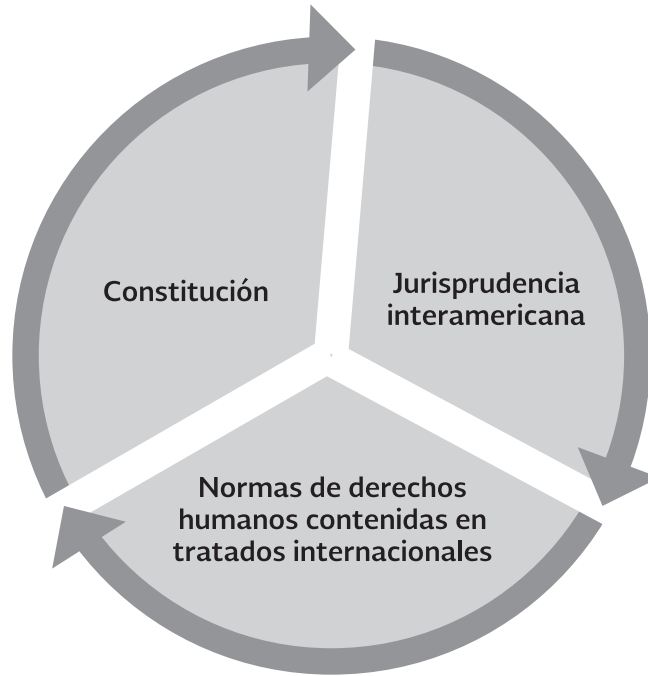 Constitución
Jurisprudencia
interamericana
Normas de derechos
humanos contenidas en
tratados internacionales